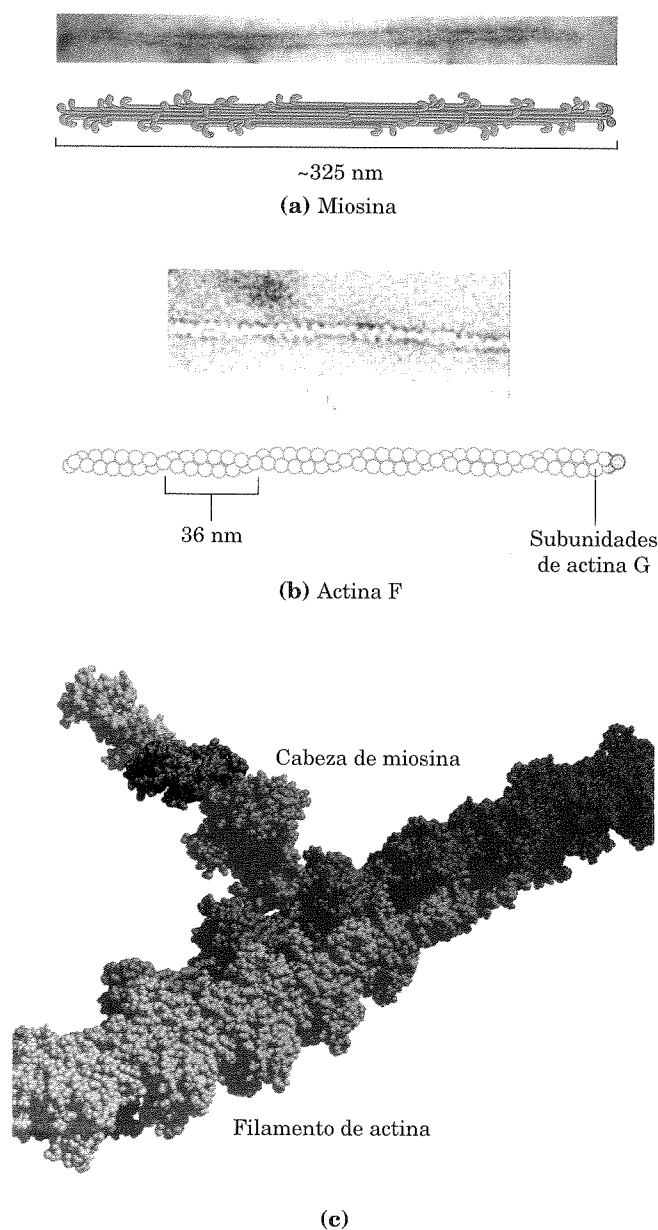 ~325 nm
(a) Miosina
36 nm
Subunidades
de actina G
(b) Actina F
Cabeza de miosina
Filamento de actina
(c)